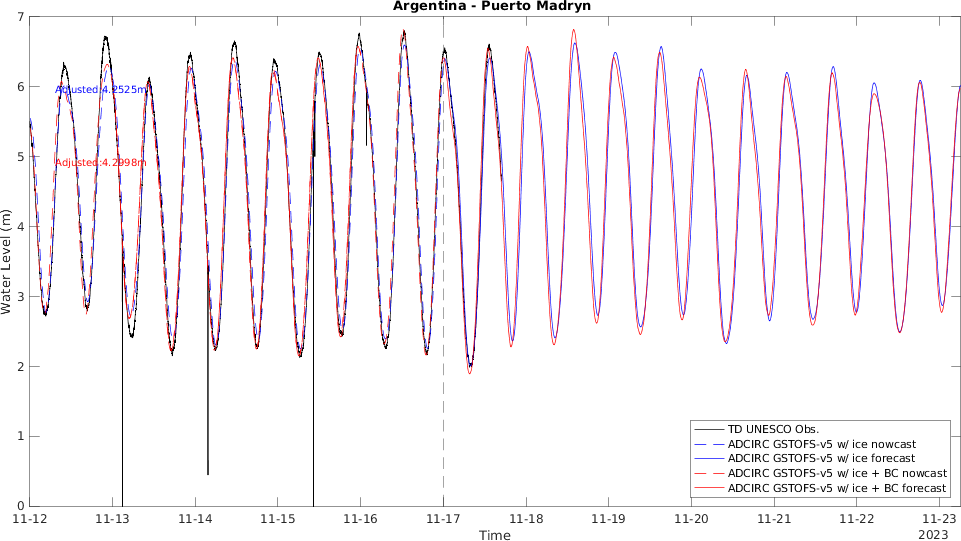 Argentina - Puerto Madryn
7
6
5
4
3
2
1
0
Water Level (m)
Adjusted:4.2525m
Adjusted:4.2998m
TD UNESCO Obs.
ADCIRC GSTOFS-v5 w/ ice nowcast
ADCIRC GSTOFS-v5 w/ ice forecast
ADCIRC GSTOFS-v5 w/ ice + BC nowcast
ADCIRC GSTOFS-v5 w/ ice + BC forecast
11-12 11-13 11-14 11-15 11-16 11-17 11-18 11-19 11-20 11-21 11-22 11-23
Time
2023